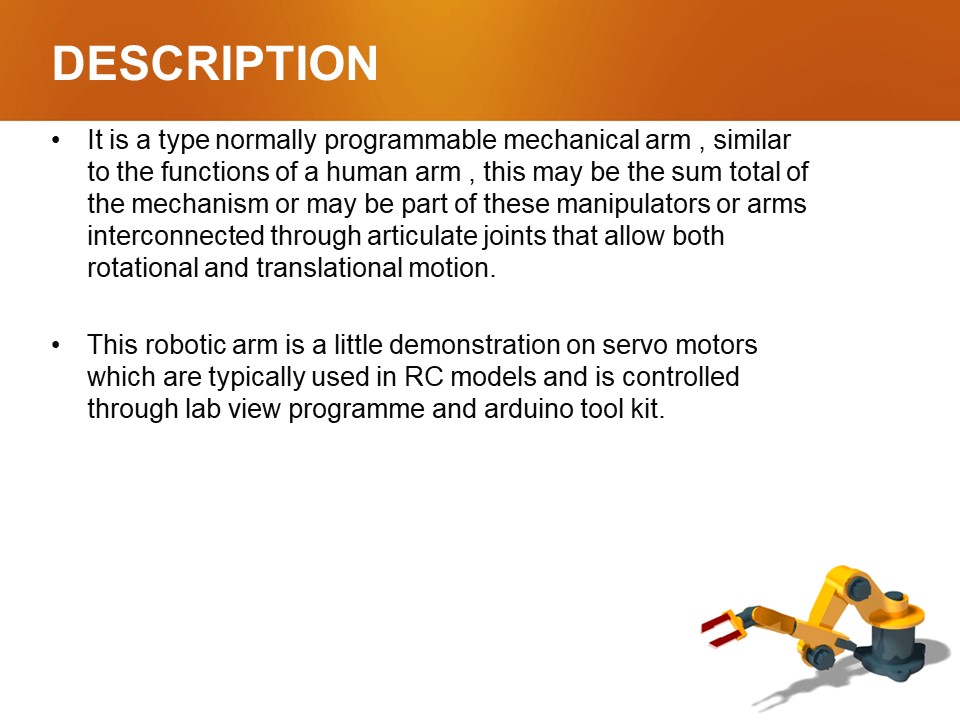 DESCRIPTION
• It is a type normally programmable mechanical arm , similar
to the functions of a human arm , this may be the sum total of
the mechanism or may be part of these manipulators or arms
interconnected through articulate joints that allow both
rotational and translational motion.
• This robotic arm is a little demonstration on servo motors
which are typically used in RC models and is controlled
through lab view programme and arduino tool kit.